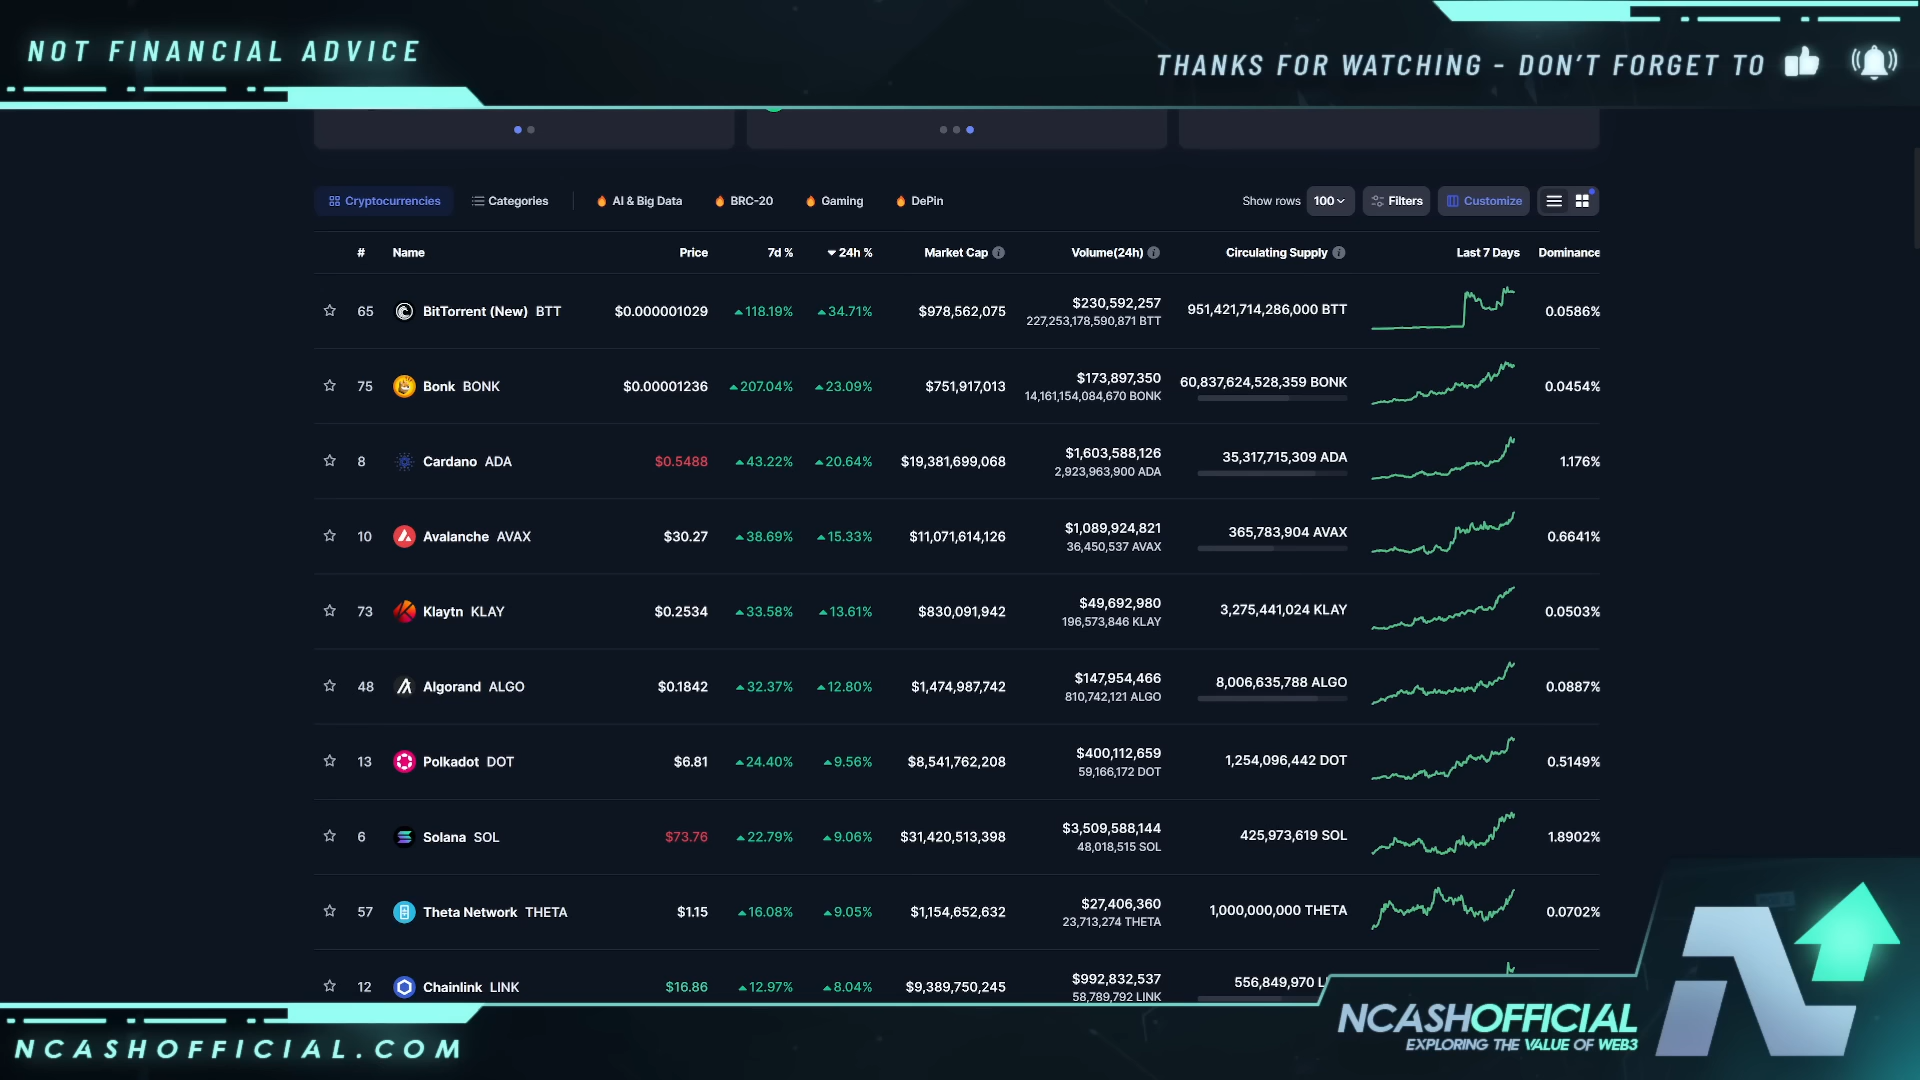 NOT FINANCIAL ADVICE
THANKS FOR WATCHING - DON'T FORGET TO
Cryptocurrencies Categories AI & Big Data BRC-20 Gaming DePin Show rows 100 Filters Customize
# Name Price 7d % 24h % Market Cap Volume(24h) Circulating Supply Last 7 Days Dominance
65 BitTorrent (New) BTT $0.000001029 118.19% 34.71% $978,562,075 $230,592,257 951,421,714,286,000 BTT 0.0586%
227,253,178,590,871 BTT
75 Bonk BONK $0.00001236 207.04% 23.09% $751,917,013 $173,897,350 60,837,624,528,359 BONK 0.0454%
14,161,154,084,670 BONK
8 Cardano ADA $0.5488 43.22% 20.64% $19,381,699,068 $1,603,588,126 35,317,715,309 ADA 1.176%
2,923,963,900 ADA
10 Avalanche AVAX $30.27 38.69% 15.33% $11,071,614,126 $1,089,924,821 365,783,904 AVAX 0.6641%
36,450,537 AVAX
73 Klaytn KLAY $0.2534 33.58% 13.61% $830,091,942 $49,692,980 3,275,441,024 KLAY 0.0503%
196,573,846 KLAY
48 Algorand ALGO $0.1842 32.37% 12.80% $1,474,987,742 $147,954,466 8,006,635,788 ALGO 0.0887%
810,742,121 ALGO
13 Polkadot DOT $6.81 24.40% 9.56% $8,541,762,208 $400,112,659 1,254,096,442 DOT 0.5149%
59,166,172 DOT
6 Solana SOL $73.76 22.79% 9.06% $31,420,513,398 $3,509,588,144 425,973,619 SOL 1.8902%
48,018,515 SOL
57 Theta Network THETA $1.15 16.08% 9.05% $1,154,652,632 $27,406,360 1,000,000,000 THETA 0.0702%
23,713,274 THETA
12 Chainlink LINK $16.86 12.97% 8.04% $9,389,750,245 $992,832,537 556,849,970 L
58,789,792 LINK
NCASHOFFICIAL
EXPLORING THE VALUE OF WEB3
NCASHOFFICIAL.COM